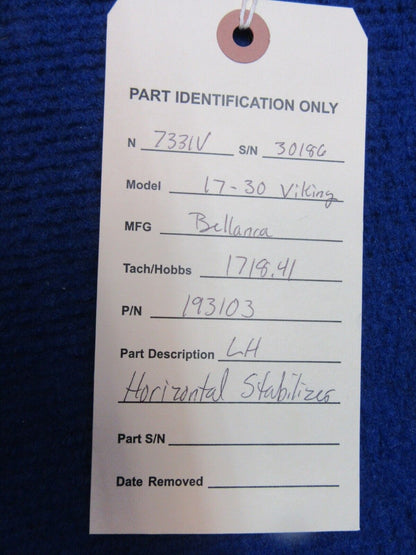 PART IDENTIFICATION ONLY
N 7331V S/N 30186
Model 17-30 Viking
MFG Bellanca
Tach/Hobbs 1718.41
P/N 193103
Part Description LH
Horizontal Stabilizer
Part S/N
Date Removed